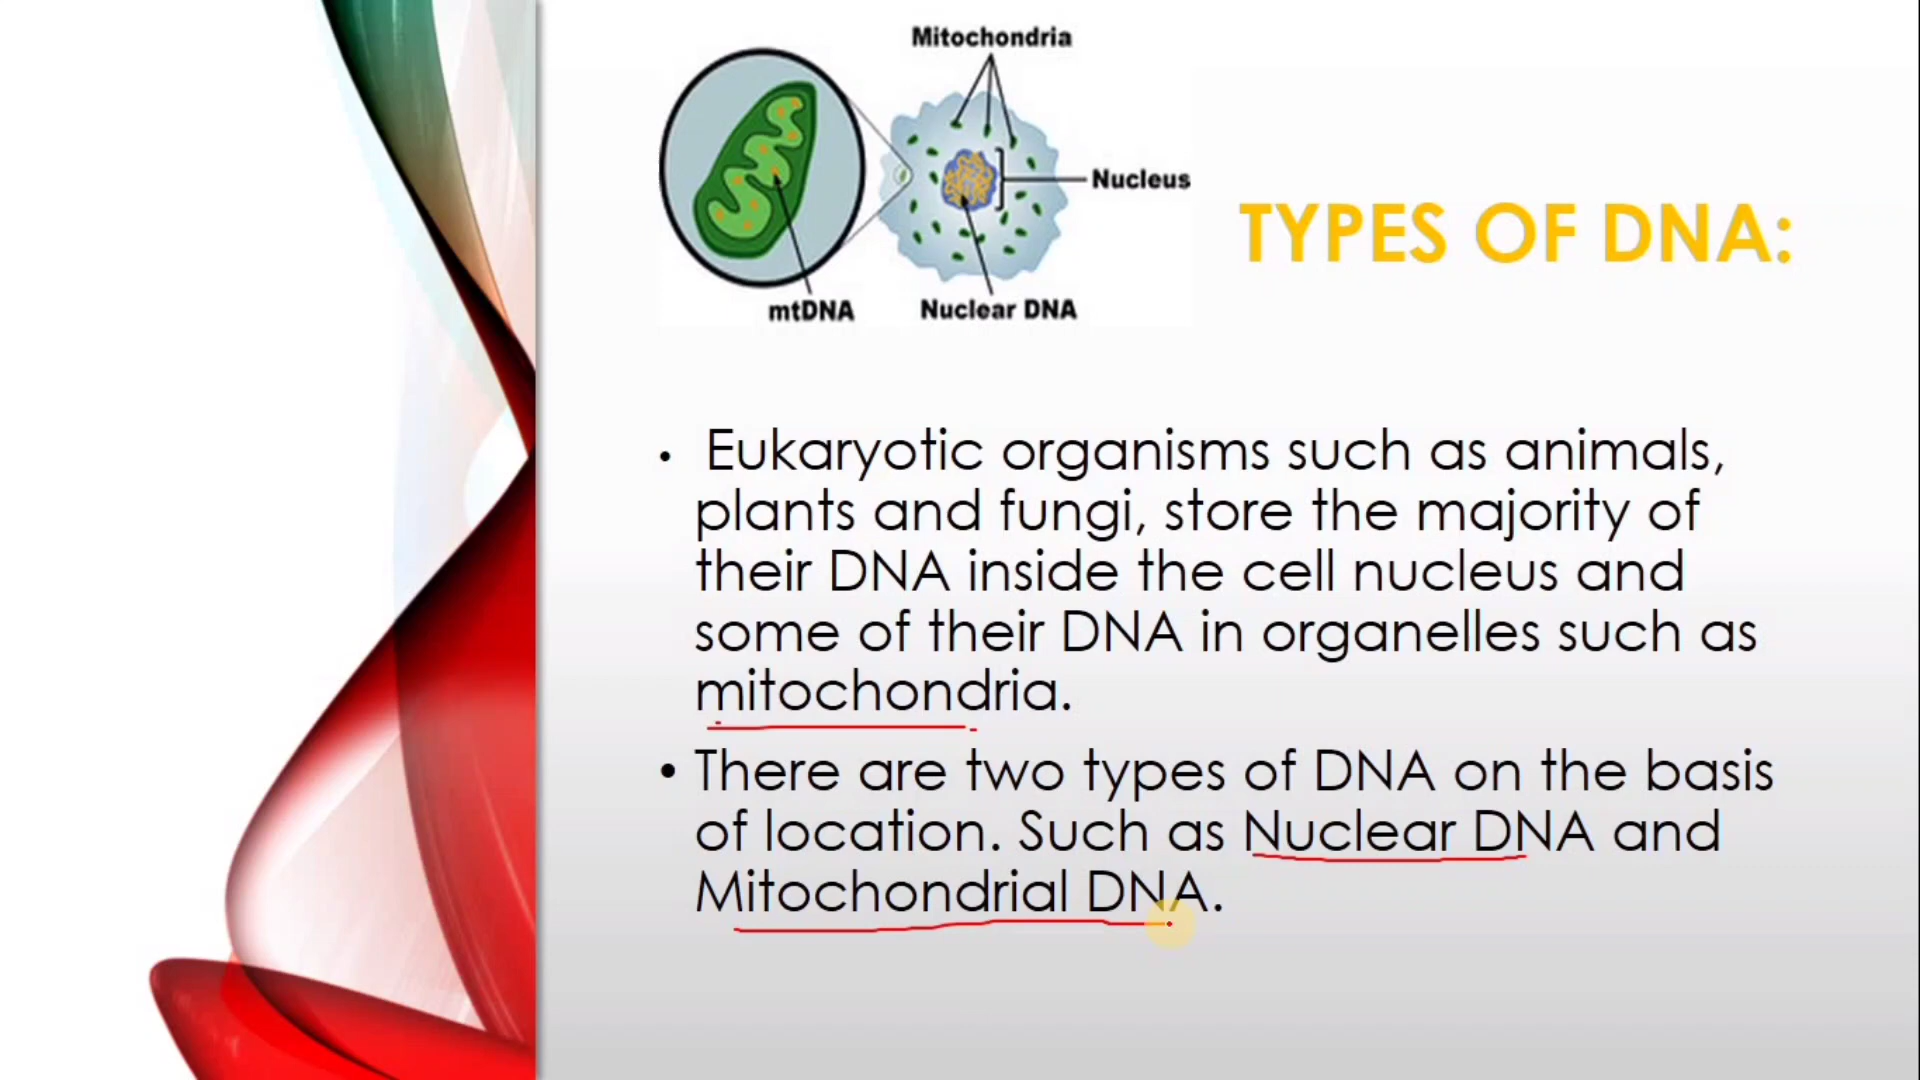 Mitochondria
Nucleus
mtDNA
Nuclear DNA
TYPES OF DNA:
• Eukaryotic organisms such as animals,
plants and fungi, store the majority of
their DNA inside the cell nucleus and
some of their DNA in organelles such as
mitochondria.
• There are two types of DNA on the basis
of location. Such as Nuclear DNA and
Mitochondrial DNA.